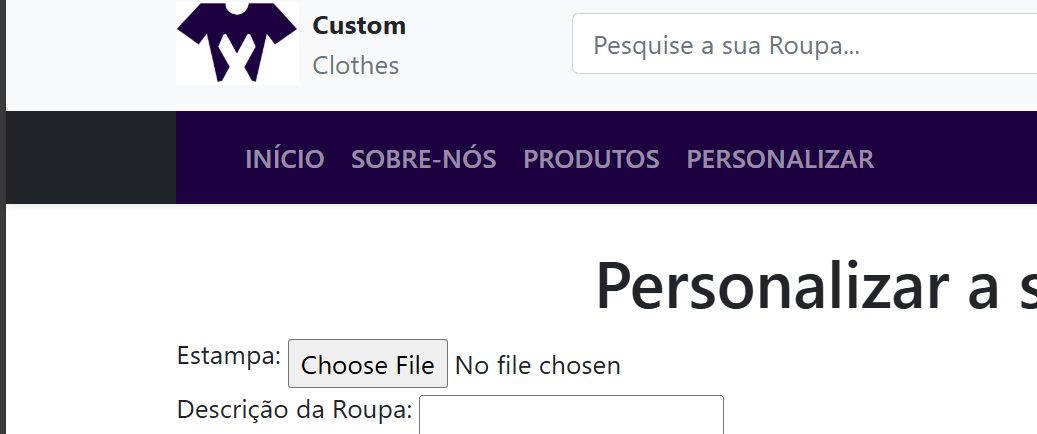 Custom
Clothes
Pesquise a sua Roupa...
INÍCIO SOBRE-NÓS PRODUTOS PERSONALIZAR
Personalizar a s
Estampa: Choose File No file chosen
Descrição da Roupa: